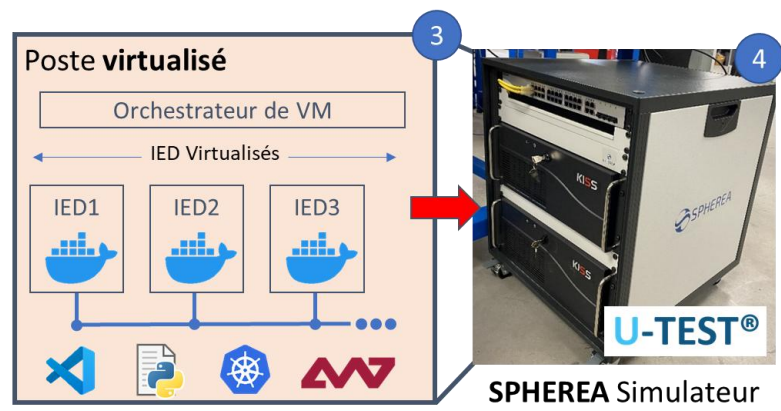 3
4
Poste virtualisé
Orchestrateur de VM
IED Virtualisés
IED1
IED2
IED3
KISS
KISS
SPHEREA
U-TEST®
SPHEREA Simulateur